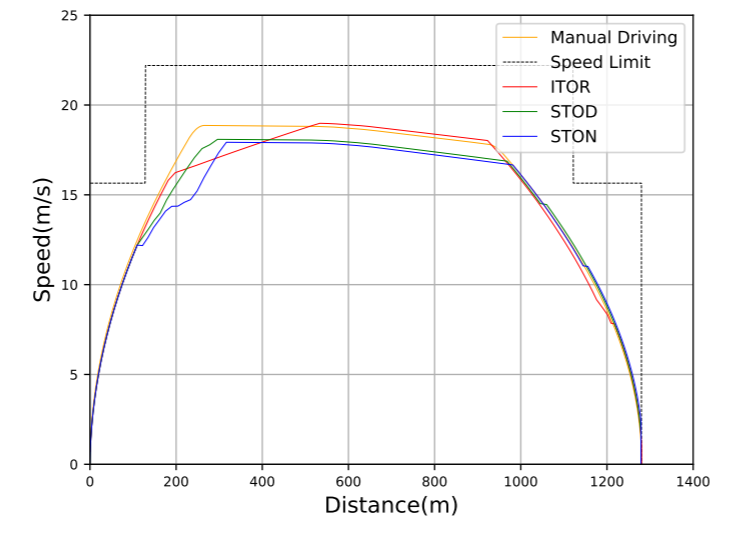 25
20
15
10
5
0
Speed(m/s)
Manual Driving
Speed Limit
ITOR
STOD
STON
0 200 400 600 800 1000 1200 1400
Distance(m)